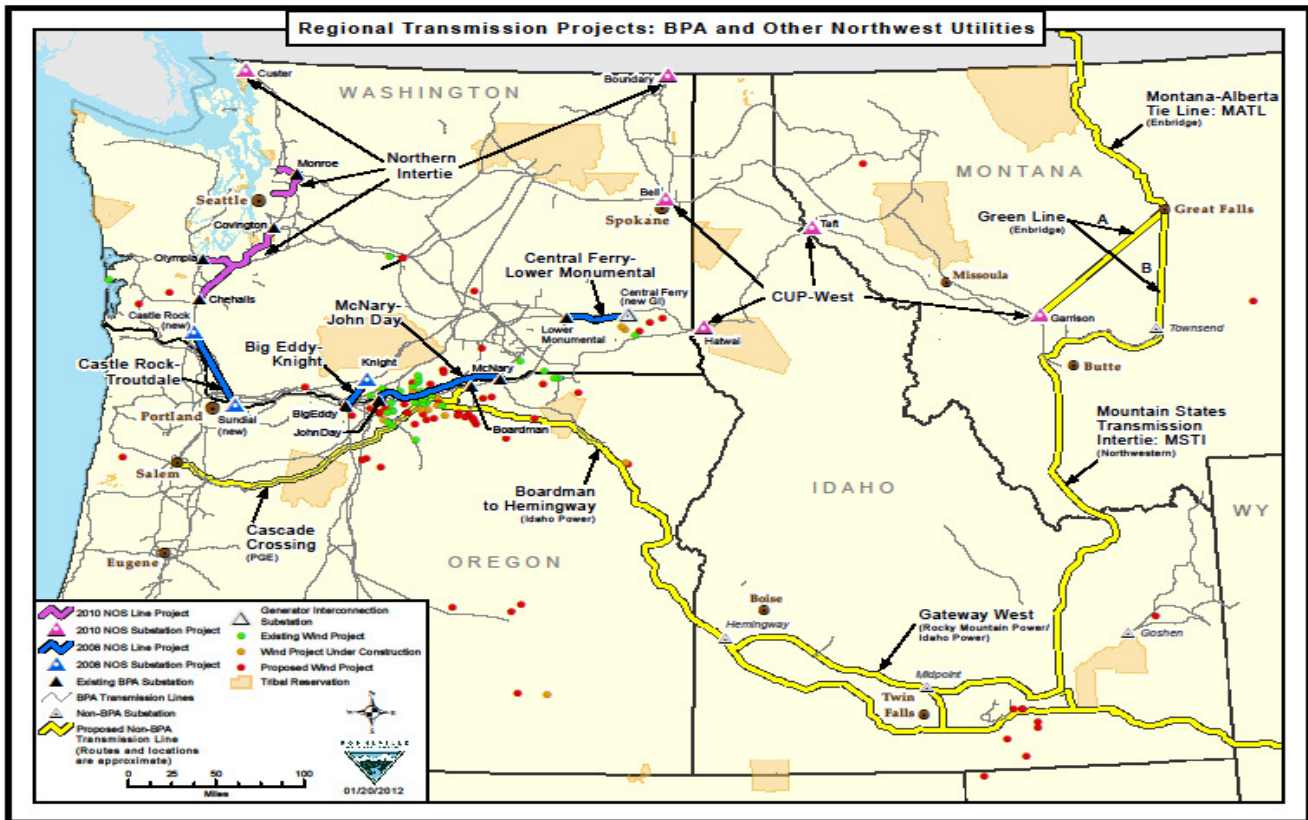 Regional Transmission Projects: BPA and Other Northwest Utilities
Custer
Boundary
WASHINGTON
Montana-Alberta
Tie Line: MATL
(Enbridge)
Northern
Intertie
Monroe
MONTANA
Seattle
Bell
Spokane
Great Falls
Green Line
(Enbridge)
A
B
Covington
Taft
Olympia
Central Ferry-
Lower Monumental
Missoula
Chehalis
McNary-
John Day
Central Ferry
(new GI)
CUP-West
Castle Rock
(new)
Garrison
Townsend
Lower
Monumental
Hatwai
Big Eddy-
Knight
Knight
McNary
Castle Rock-
Troutdale
Butte
Portland
Sundial
(new)
BigEddy
John Day
Boardman
Mountain States
Transmission
Intertie: MSTI
(Northwestern)
Salem
Boardman
to Hemingway
(Idaho Power)
IDAHO
WY
Cascade
Crossing
(PGE)
Eugene
OREGON
Boise
Hemingway
Gateway West
(Rocky Mountain Power/
Idaho Power)
Goshen
Midpoint
Twin
Falls
2010 NOS Line Project
2010 NOS Substation Project
2008 NOS Line Project
2008 NOS Substation Project
Existing BPA Substation
BPA Transmission Lines
Non-BPA Substation
Proposed Non-BPA
Transmission Line
(Routes and locations
are approximate)
Generator Interconnection
Substation
Existing Wind Project
Wind Project Under Construction
Proposed Wind Project
Tribal Reservation
0 25 50 100
Miles
BONNEVILLE
01/20/2012